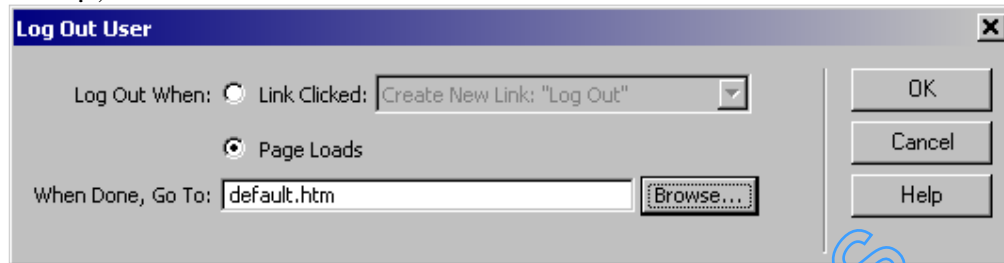 Log Out User
Log Out When: Link Clicked: Create New Link: "Log Out"
OK
Page Loads
Cancel
When Done, Go To: default.htm Browse...
Help